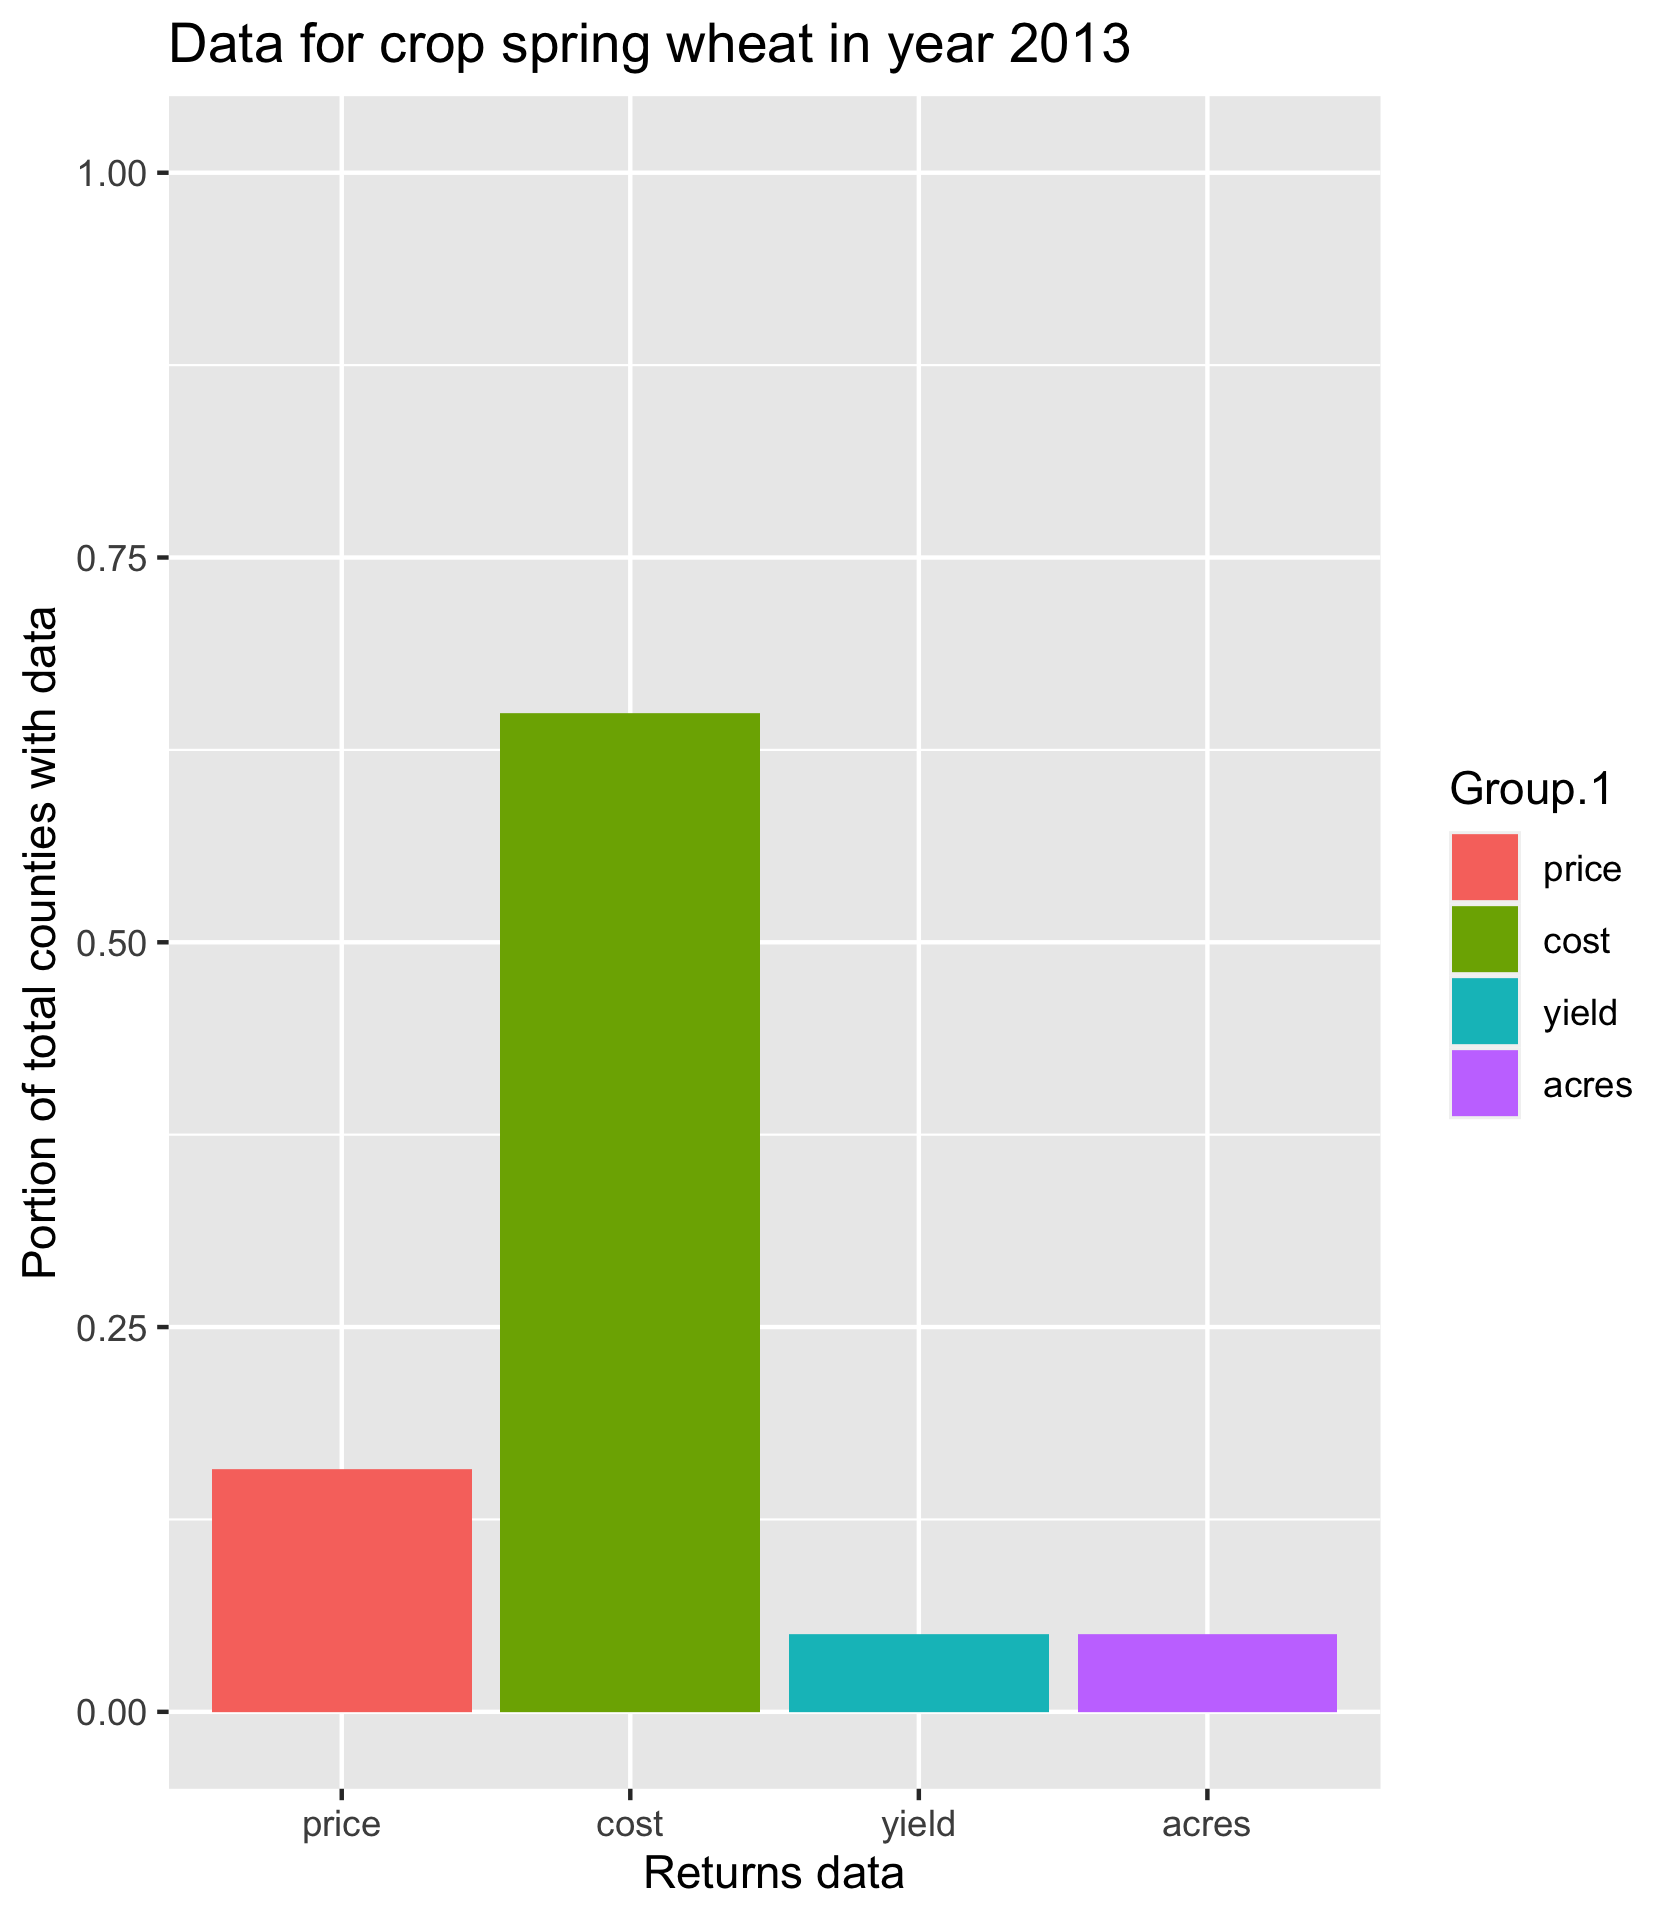 Data for crop spring wheat in year 2013
Portion of total counties with data
1.00
0.75
0.50
0.25
0.00
price
cost
yield
acres
Returns data
Group.1
price
cost
yield
acres